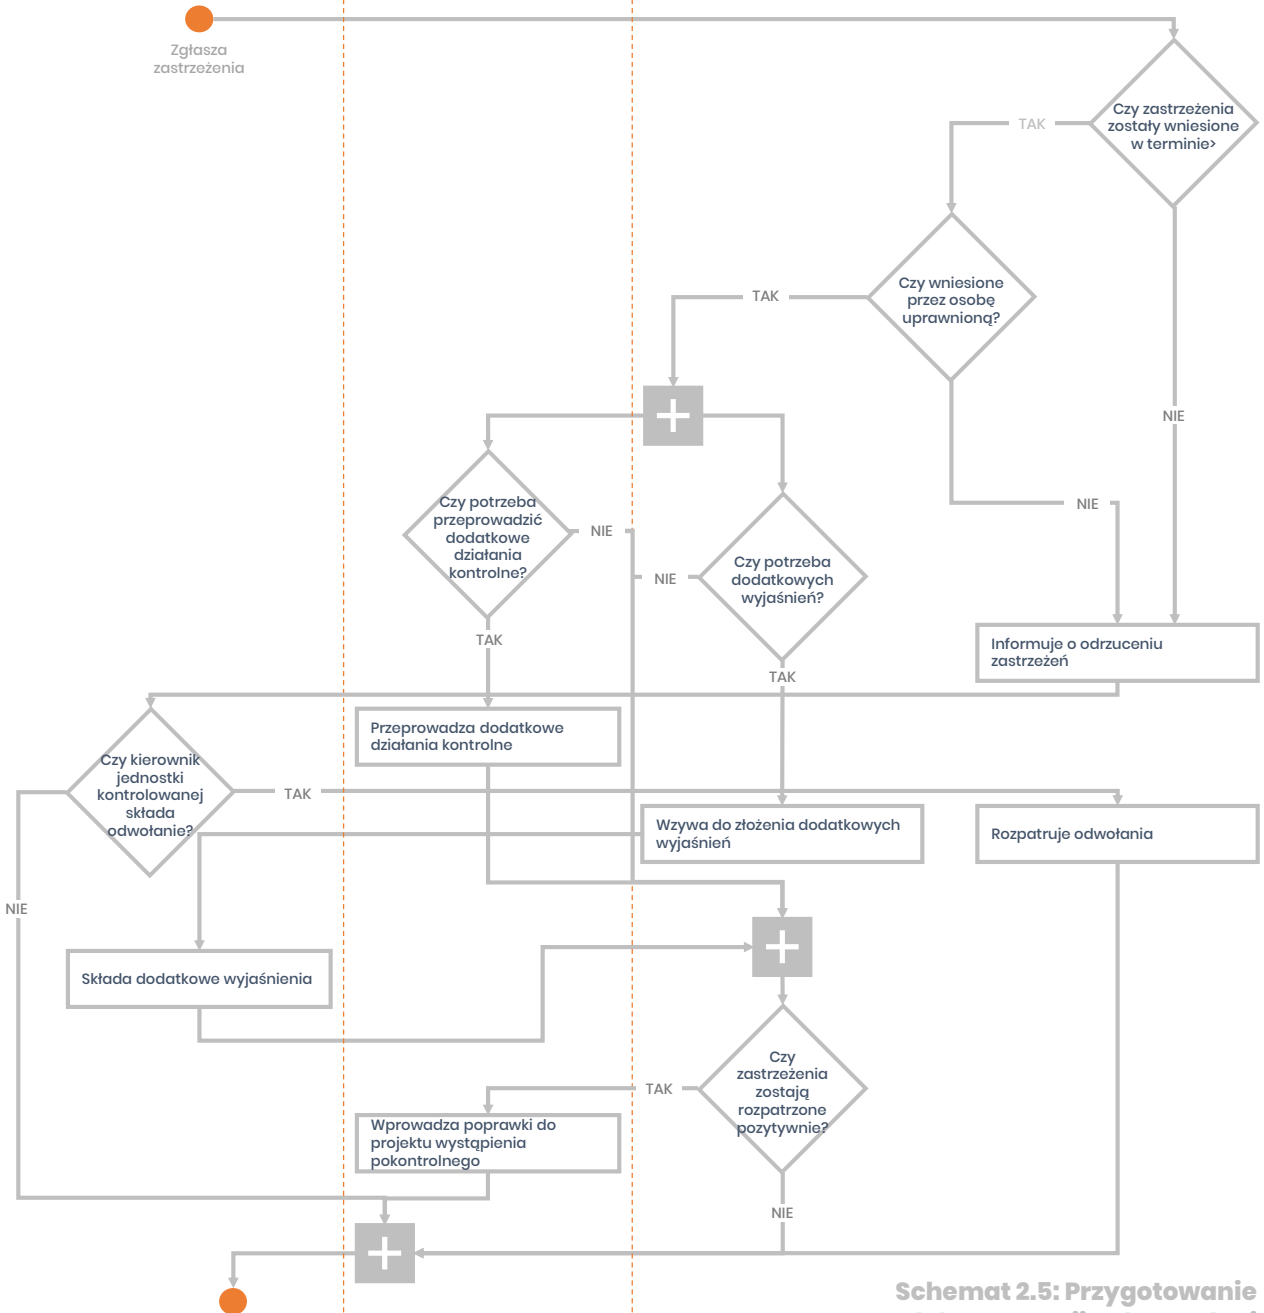 Zgłasza
zastrzeżenia
Czy zastrzeżenia
zostały wniesione
w terminie>
TAK
Czy wniesione
przez osobę
uprawnioną?
TAK
NIE
Czy potrzeba
przeprowadzić
dodatkowe
działania
kontrolne?
NIE
NIE
Czy potrzeba
dodatkowych
wyjaśnień?
NIE
TAK
TAK
Informuje o odrzuceniu
zastrzeżeń
Przeprowadza dodatkowe
działania kontrolne
Czy kierownik
jednostki
kontrolowanej
składa
odwołanie?
TAK
Wzywa do złożenia dodatkowych
wyjaśnień
Rozpatruje odwołania
NIE
Składa dodatkowe wyjaśnienia
Czy
zastrzeżenia
zostają
rozpatrzone
pozytywnie?
TAK
Wprowadza poprawki do
projektu wystąpienia
pokontrolnego
NIE
Schemat 2.5: Przygotowanie